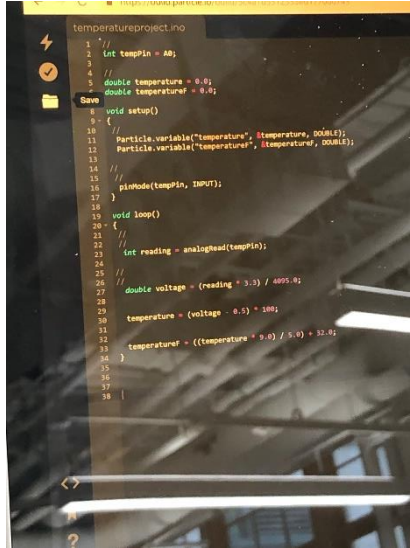 temperatureproject.ino
1 //
2 int tempPin = A0;
3
4 //
5 double temperature = 0.0;
6 double temperatureF = 0.0;
Save
8 void setup()
9 {
10 //
11 Particle.variable("temperature", &temperature, DOUBLE);
12 Particle.variable("temperatureF", &temperatureF, DOUBLE);
13
14 //
15 //
16 pinMode(tempPin, INPUT);
17 }
18
19 void loop()
20 {
21 //
22 //
23 int reading = analogRead(tempPin);
24
25 //
26 //
27 double voltage = (reading * 3.3) / 4095.0;
28
29
30 temperature = (voltage - 0.5) * 100;
31
32
33 temperatureF = ((temperature * 9.0) / 5.0) + 32.0;
34 }
35
36
37
38